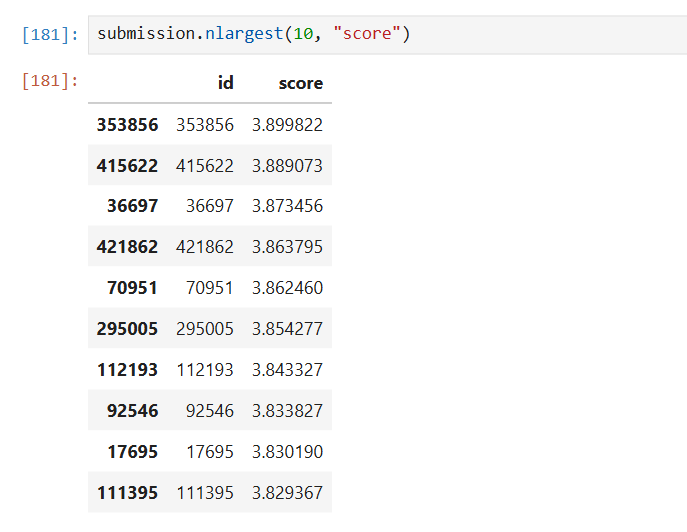 [181]: submission.nlargest(10, "score")
[181]:
id score
353856 353856 3.899822
415622 415622 3.889073
36697 36697 3.873456
421862 421862 3.863795
70951 70951 3.862460
295005 295005 3.854277
112193 112193 3.843327
92546 92546 3.833827
17695 17695 3.830190
111395 111395 3.829367